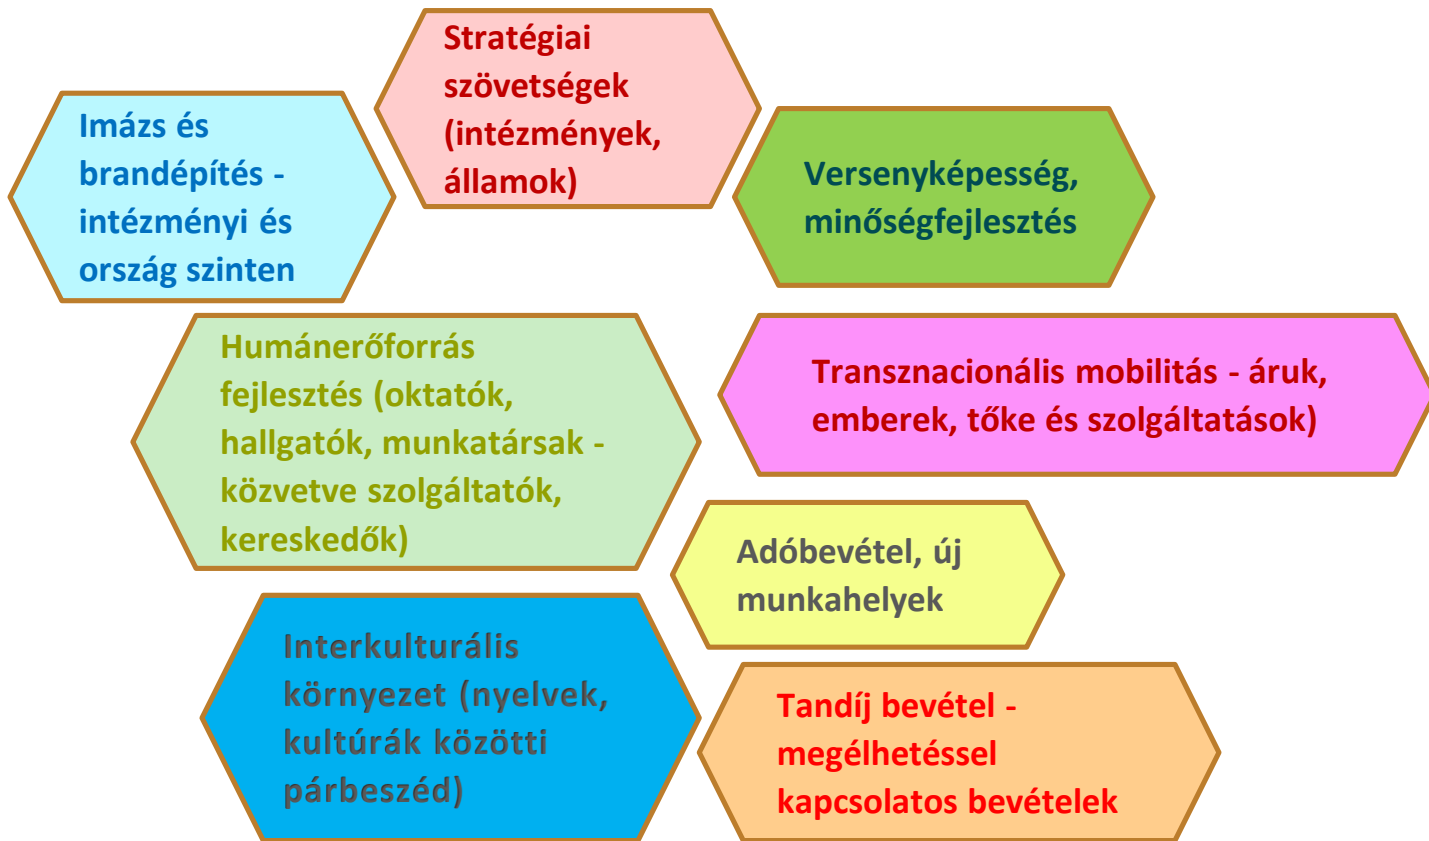 Stratégiai
szövetségek
(intézmények,
államok)
Imázs és
brandépítés -
intézményi és
ország szinten
Versenyképesség,
minőségfejlesztés
Humánerőforrás
fejlesztés (oktatók,
hallgatók, munkatársak -
közvetve szolgáltatók,
kereskedők)
Transznacionális mobilitás - áruk,
emberek, tőke és szolgáltatások)
Adóbevétel, új
munkahelyek
Interkulturális
környezet (nyelvek,
kultúrák közötti
párbeszéd)
Tandíj bevétel -
megélhetéssel
kapcsolatos bevételek